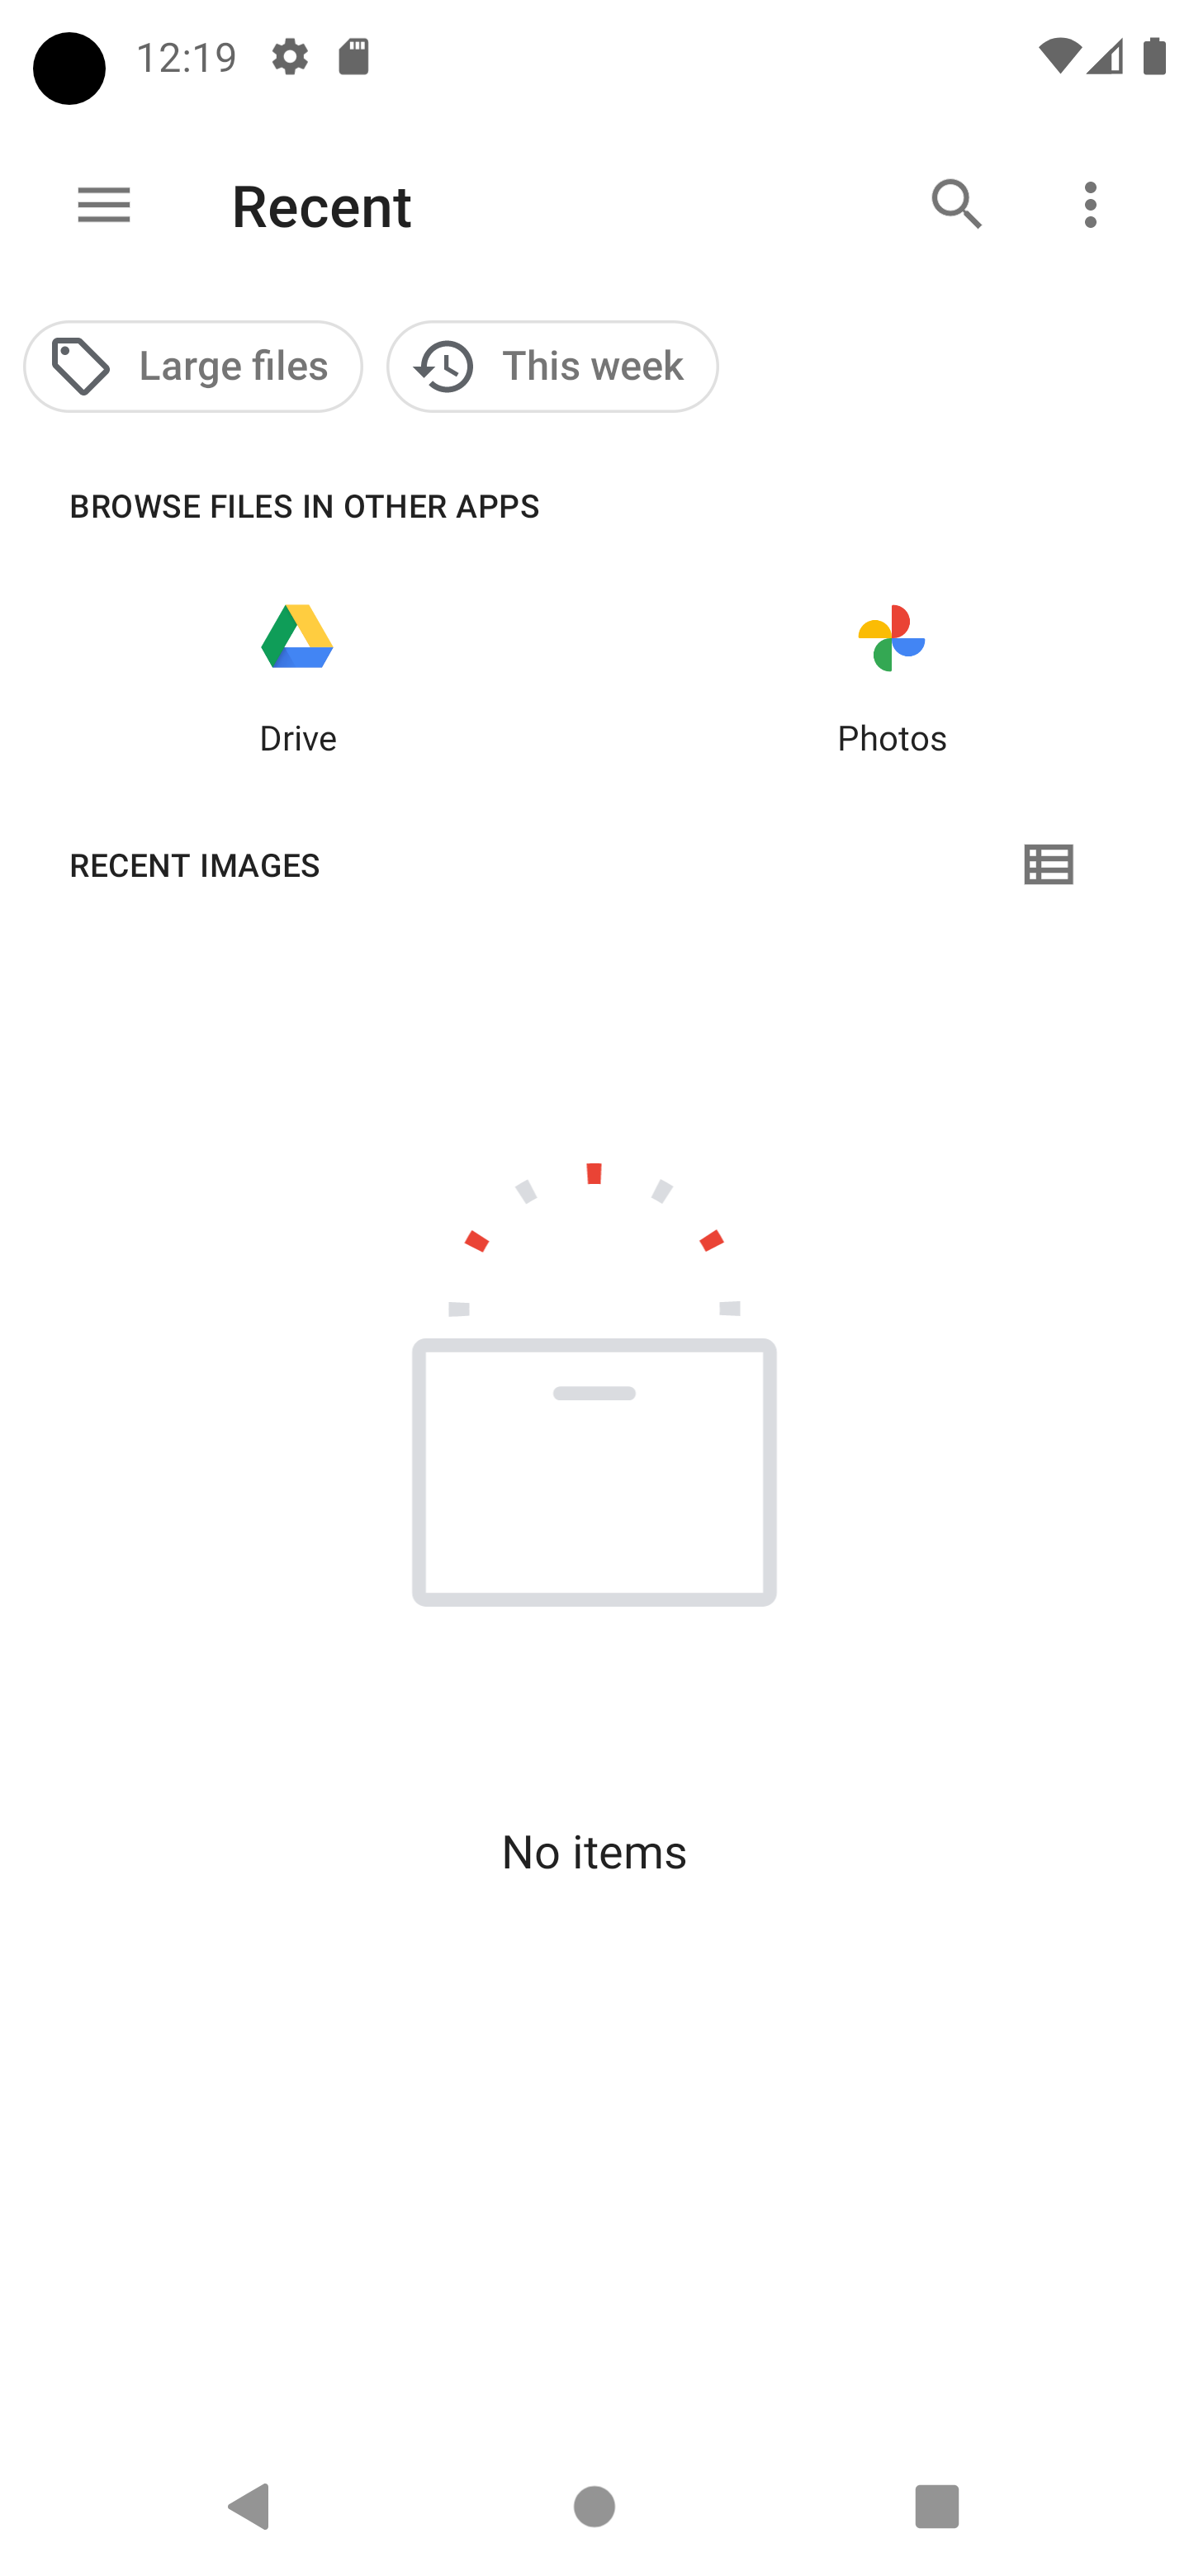 12:19
Recent
Large files
This week
BROWSE FILES IN OTHER APPS
Drive
Photos
RECENT IMAGES
No items